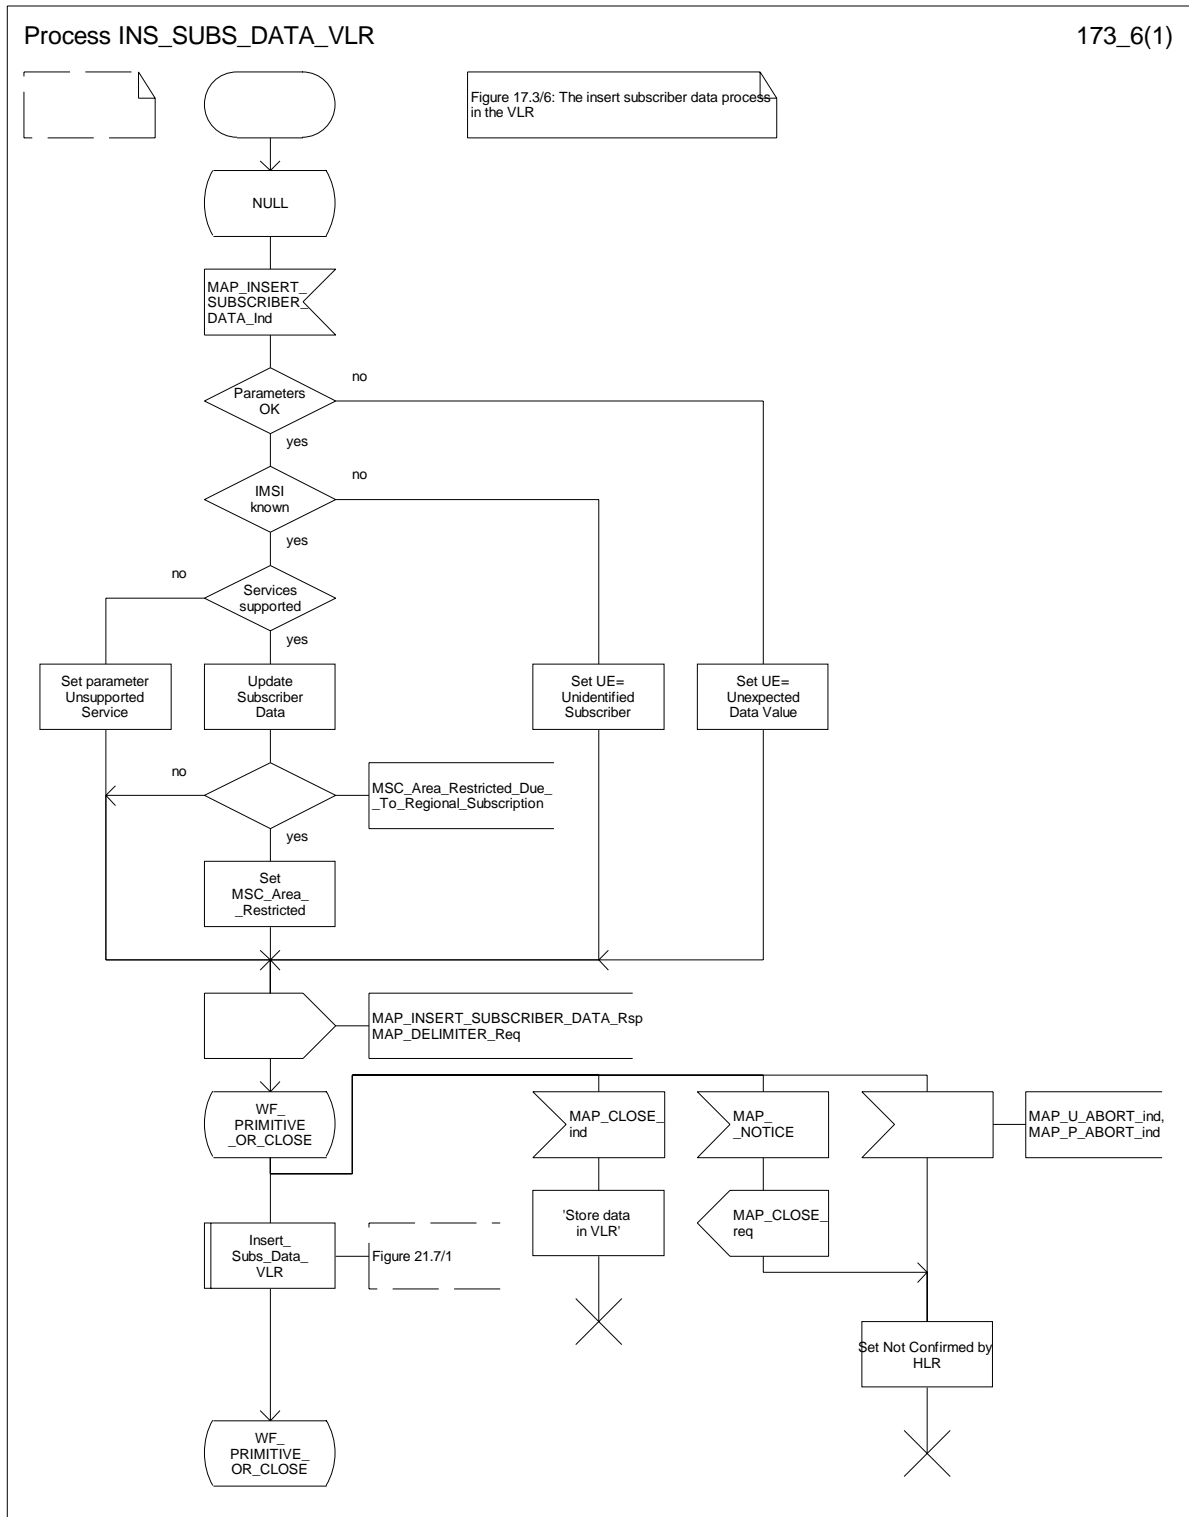 Process INS_SUBS_DATA_VLR
173_6(1)
Figure 17.3/6: The insert subscriber data process
in the VLR
NULL
MAP_INSERT_
SUBSCRIBER_
DATA_Ind
Parameters
OK
no
yes
IMSI
known
no
yes
Services
supported
no
yes
Set parameter
Unsupported
Service
Update
Subscriber
Data
Set UE=
Unidentified
Subscriber
Set UE=
Unexpected
Data Value
no
MSC_Area_Restricted_Due_
_To_Regional_Subscription
yes
Set
MSC_Area_
_Restricted
MAP_INSERT_SUBSCRIBER_DATA_Rsp
MAP_DELIMITER_Req
WF_
PRIMITIVE
_OR_CLOSE
MAP_CLOSE_
ind
MAP_
_NOTICE
MAP_U_ABORT_ind,
MAP_P_ABORT_ind
'Store data
in VLR'
MAP_CLOSE_
req
Insert_
Subs_Data_
VLR
Figure 21.7/1
Set Not Confirmed by
HLR
WF_
PRIMITIVE_
OR_CLOSE